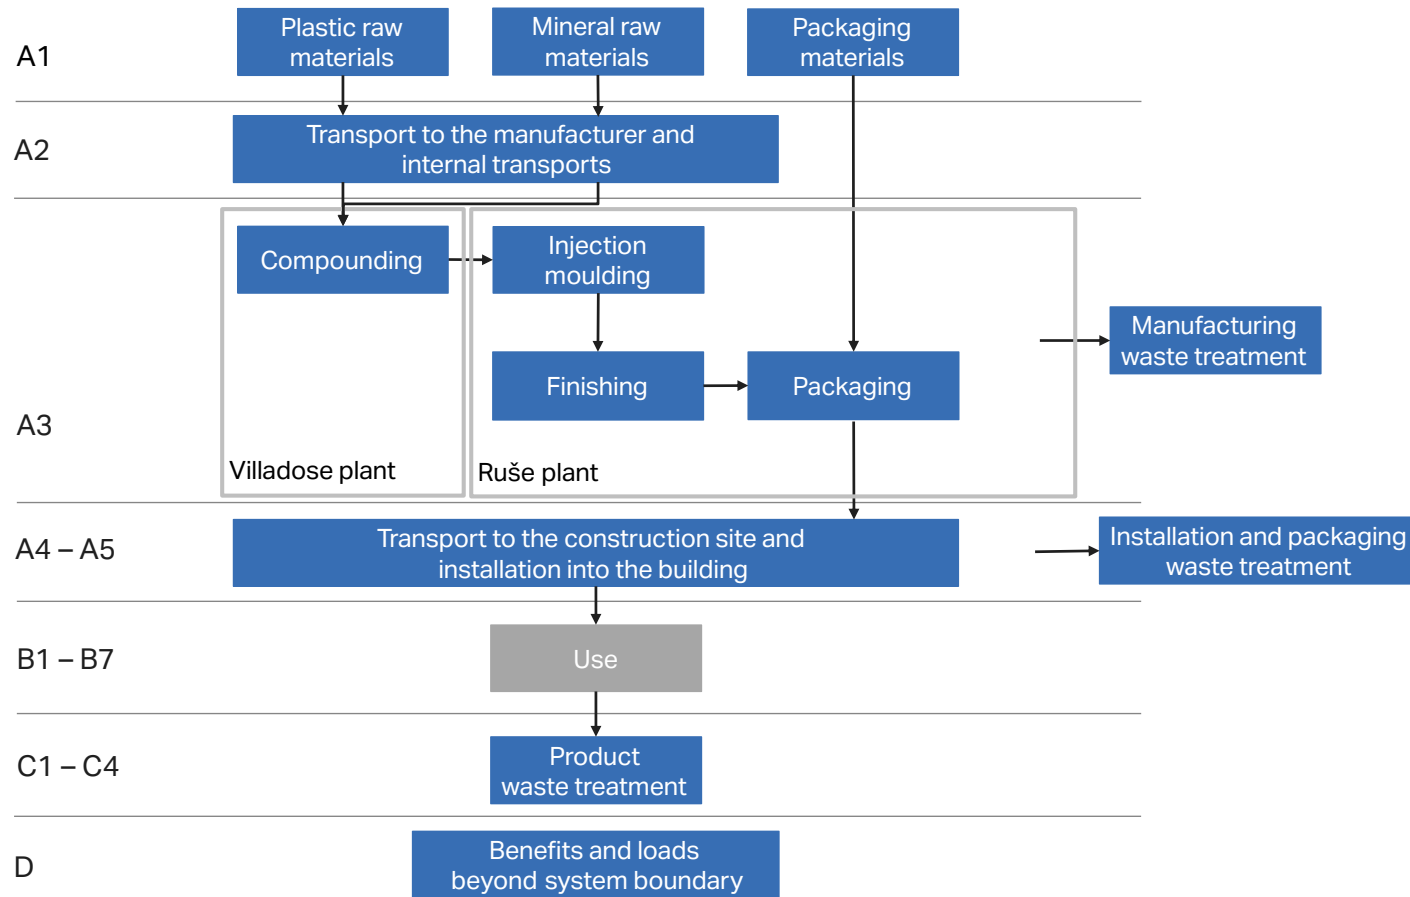 A1
Plastic raw
materials
Mineral raw
materials
Packaging
materials
A2
Transport to the manufacturer and
internal transports
A3
Compounding
Injection
moulding
Finishing
Packaging
Manufacturing
waste treatment
Villadose plant
Ruše plant
A4 – A5
Transport to the construction site and
installation into the building
Installation and packaging
waste treatment
B1 – B7
Use
C1 – C4
Product
waste treatment
D
Benefits and loads
beyond system boundary